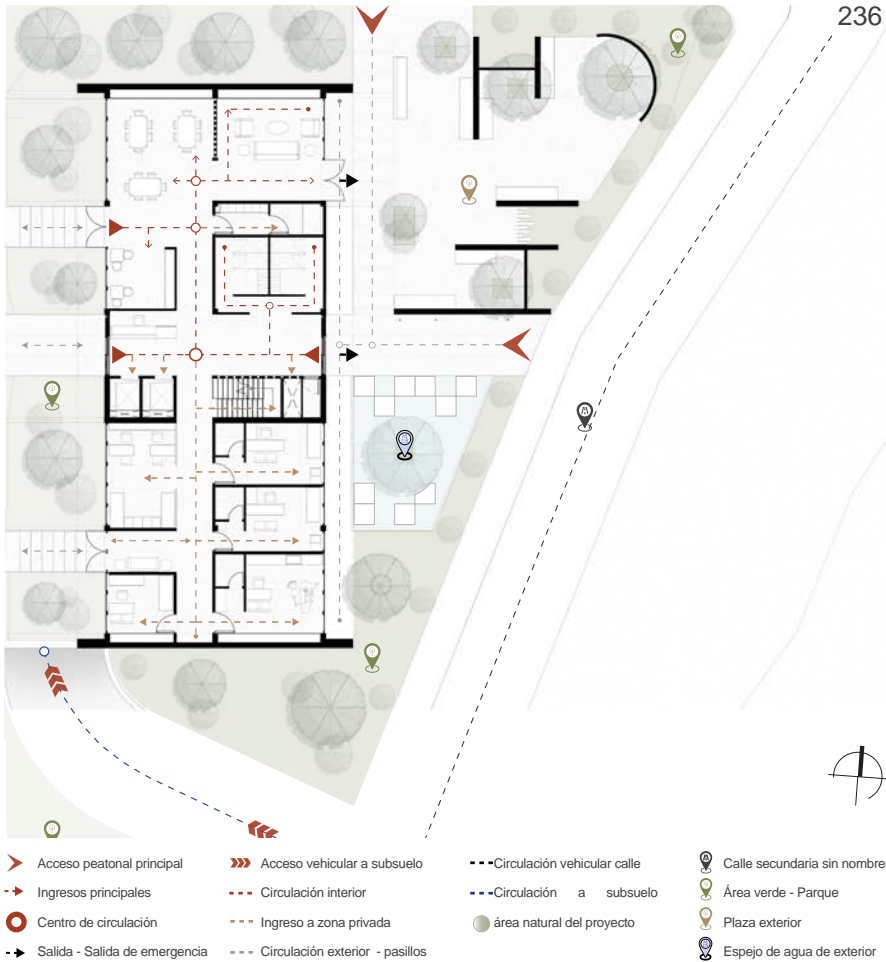 236
Acceso peatonal principal
Acceso vehicular a subsuelo
Circulación vehicular calle
Calle secundaria sin nombre
Ingresos principales
Circulación interior
Circulación a subsuelo
Área verde - Parque
Centro de circulación
Ingreso a zona privada
área natural del proyecto
Plaza exterior
Salida - Salida de emergencia
Circulación exterior - pasillos
Espejo de agua de exterior